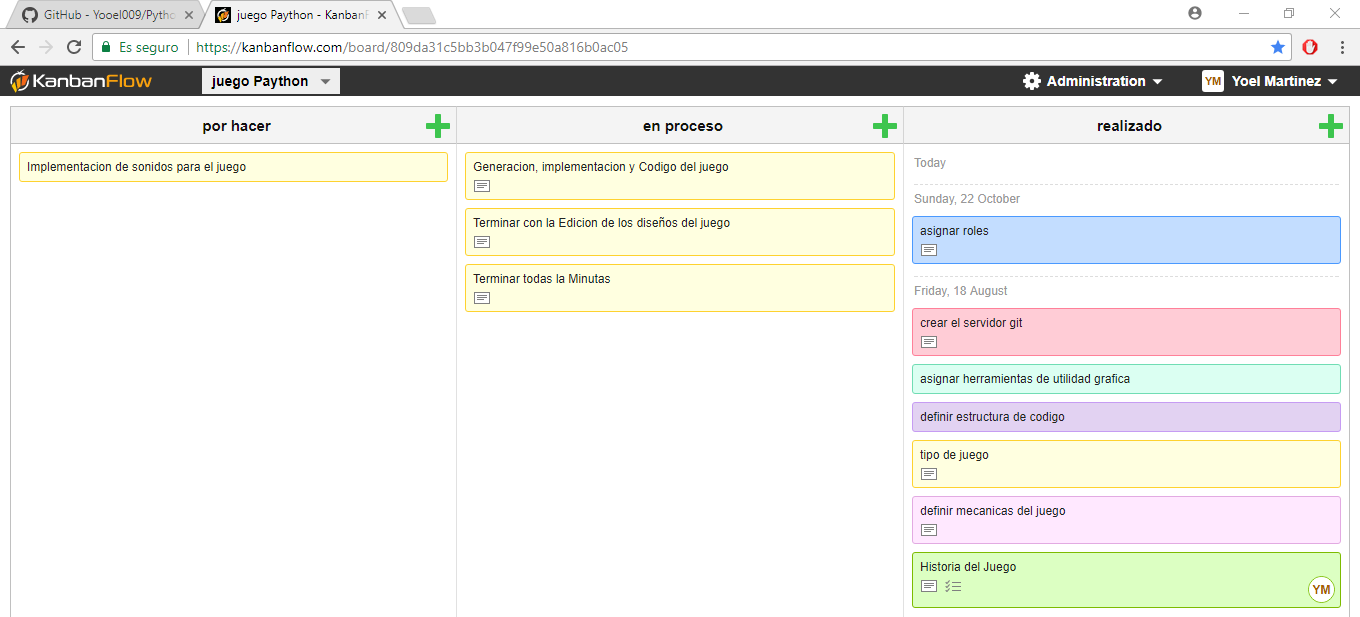 GitHub - Yooel009/Pytho
juego Paython - KanbanF
Es seguro
https://kanbanflow.com/board/809da31c5bb3b047f99e50a816b0ac05
KanbanFlow
juego Paython
Administration
YM
Yoel Martinez
por hacer
en proceso
realizado
Implementacion de sonidos para el juego
Generacion, implementacion y Codigo del juego
Terminar con la Edicion de los diseños del juego
Terminar todas la Minutas
Today
Sunday, 22 October
asignar roles
Friday, 18 August
crear el servidor git
asignar herramientas de utilidad grafica
definir estructura de codigo
tipo de juego
definir mecanicas del juego
Historia del Juego
YM